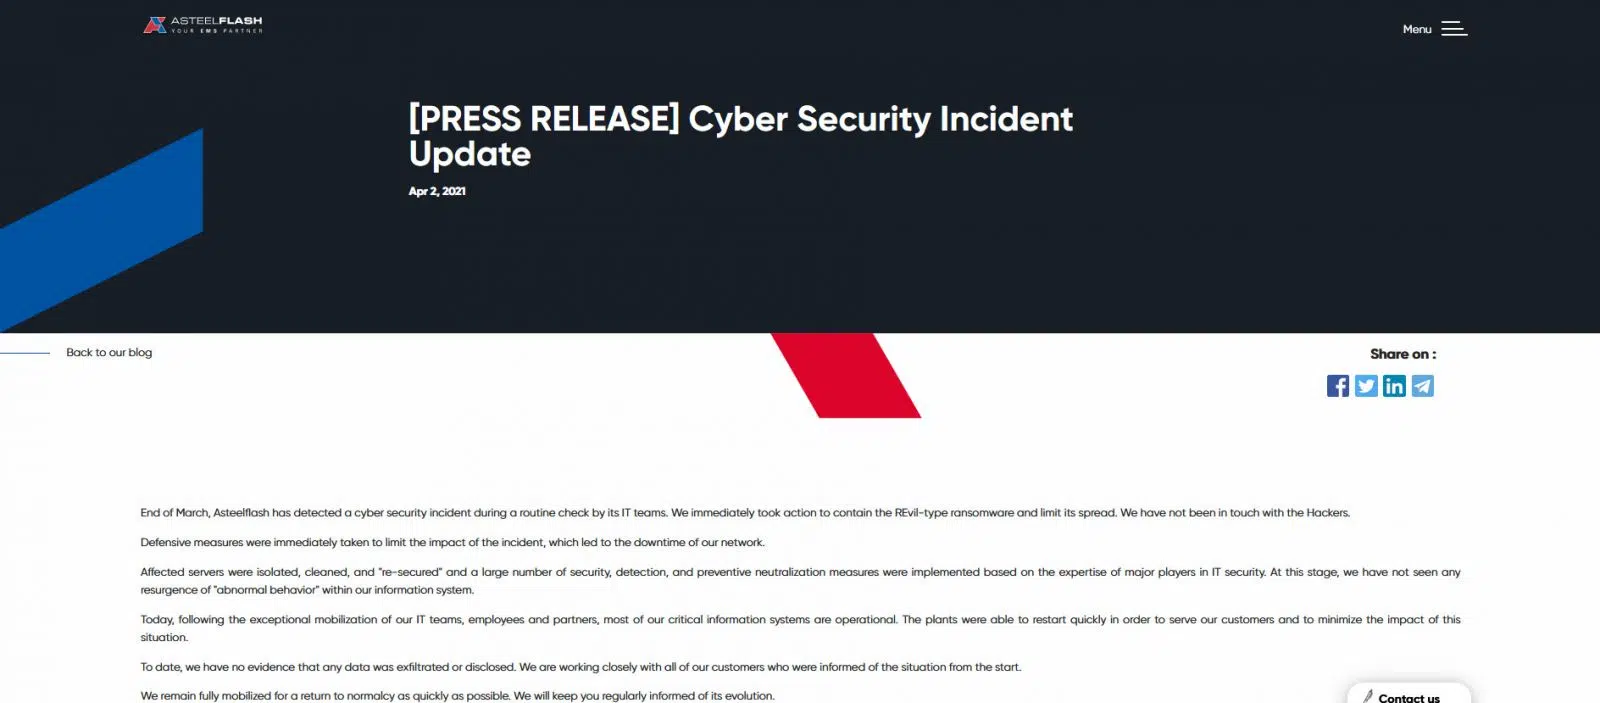 ASTEELFLASH
YOUR EMS PARTNER
Menu
[PRESS RELEASE] Cyber Security Incident
Update
Apr 2, 2021
Back to our blog
Share on :
End of March, Asteelflash has detected a cyber security incident during a routine check by its IT teams. We immediately took action to contain the REvil-type ransomware and limit its spread. We have not been in touch with the Hackers.
Defensive measures were immediately taken to limit the impact of the incident, which led to the downtime of our network.
Affected servers were isolated, cleaned, and "re-secured" and a large number of security, detection, and preventive neutralization measures were implemented based on the expertise of major players in IT security. At this stage, we have not seen any
resurgence of "abnormal behavior" within our information system.
Today, following the exceptional mobilization of our IT teams, employees and partners, most of our critical information systems are operational. The plants were able to restart quickly in order to serve our customers and to minimize the impact of this
situation.
To date, we have no evidence that any data was exfiltrated or disclosed. We are working closely with all of our customers who were informed of the situation from the start.
We remain fully mobilized for a return to normalcy as quickly as possible. We will keep you regularly informed of its evolution.
Contact us